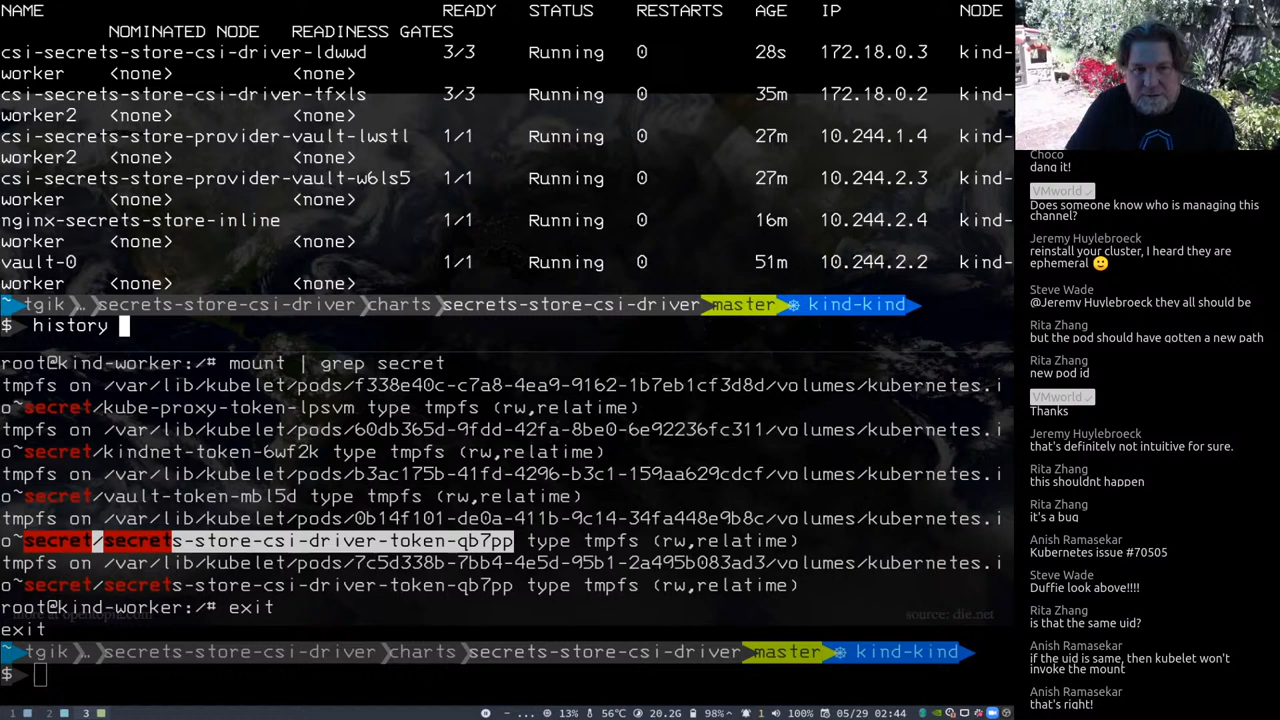 NAME READY STATUS RESTARTS AGE IP NODE
NOMINATED NODE READINESS GATES
csi-secrets-store-csi-driver-ldwwd 3/3 Running 0 28s 172.18.0.3 kind-
worker <none> <none>
csi-secrets-store-csi-driver-tfxls 3/3 Running 0 35m 172.18.0.2 kind-
worker2 <none> <none>
csi-secrets-store-provider-vault-lwstl 1/1 Running 0 27m 10.244.1.4 kind-
worker2 <none> <none>
csi-secrets-store-provider-vault-w6ls5 1/1 Running 0 27m 10.244.2.3 kind-
worker <none> <none>
nginx-secrets-store-inline 1/1 Running 0 16m 10.244.2.4 kind-
worker <none> <none>
vault-0 1/1 Running 0 51m 10.244.2.2 kind-
worker <none> <none>
~ tgik … secrets-store-csi-driver charts secrets-store-csi-driver master ⎈ kind-kind
$ history
root@kind-worker:/# mount | grep secret
tmpfs on /var/lib/kubelet/pods/f338e40c-c7a8-4ea9-9162-1b7eb1cf3d8d/volumes/kubernetes.i
o~secret/kube-proxy-token-lpsvm type tmpfs (rw,relatime)
tmpfs on /var/lib/kubelet/pods/60db365d-9fdd-42fa-8be0-6e92236fc311/volumes/kubernetes.i
o~secret/kindnet-token-6wf2k type tmpfs (rw,relatime)
tmpfs on /var/lib/kubelet/pods/b3ac175b-41fd-4296-b3c1-159aa629cdcf/volumes/kubernetes.i
o~secret/vault-token-mbl5d type tmpfs (rw,relatime)
tmpfs on /var/lib/kubelet/pods/0b14f101-de0a-411b-9c14-34fa448e9b8c/volumes/kubernetes.i
o~secret/secrets-store-csi-driver-token-qb7pp type tmpfs (rw,relatime)
tmpfs on /var/lib/kubelet/pods/7c5d338b-7bb4-4e5d-95b1-2a495b083ad3/volumes/kubernetes.i
o~secret/secrets-store-csi-driver-token-qb7pp type tmpfs (rw,relatime)
root@kind-worker:/# exit
source: die.net
exit
~ tgik … secrets-store-csi-driver charts secrets-store-csi-driver master ⎈ kind-kind
$
1 2 3 - ... 13% 56°C 20.2G 98% 1 100% 05/29 02:44
Choco
dang it!
VMworld
Does someone know who is managing this
channel?
Jeremy Huylebroeck
reinstall your cluster, I heard they are
ephemeral 🙂
Steve Wade
@Jeremy Huylebroeck they all should be
Rita Zhang
but the pod should have gotten a new path
Rita Zhang
new pod id
VMworld
Thanks
Jeremy Huylebroeck
that's definitely not intuitive for sure.
Rita Zhang
this shouldnt happen
Rita Zhang
it's a bug
Anish Ramasekar
Kubernetes issue #70505
Steve Wade
Duffie look above!!!!
Rita Zhang
is that the same uid?
Anish Ramasekar
if the uid is same, then kubelet won't
invoke the mount
Anish Ramasekar
that's right!